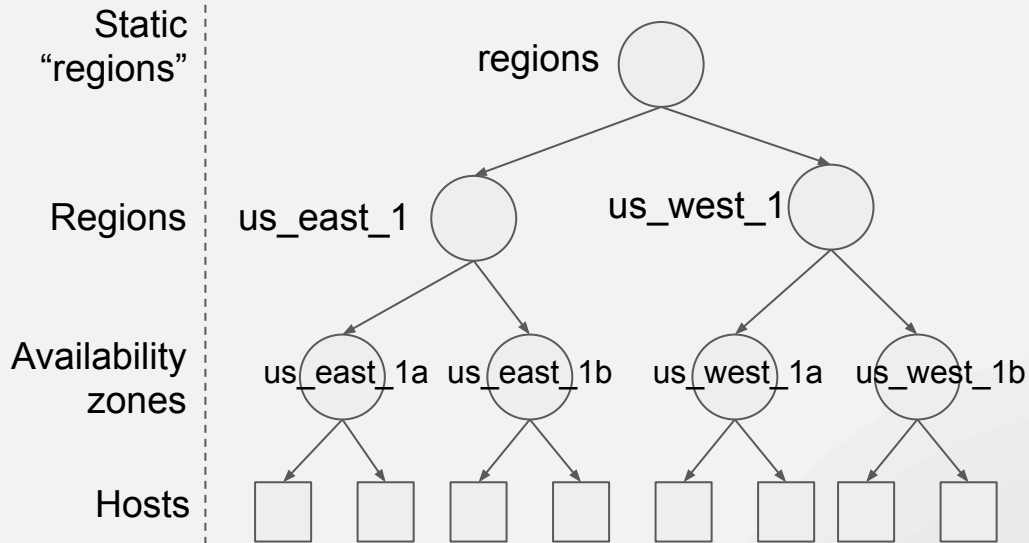 Static
“regions”
regions
Regions
us_east_1
us_west_1
Availability
zones
us_east_1a
us_east_1b
us_west_1a
us_west_1b
Hosts